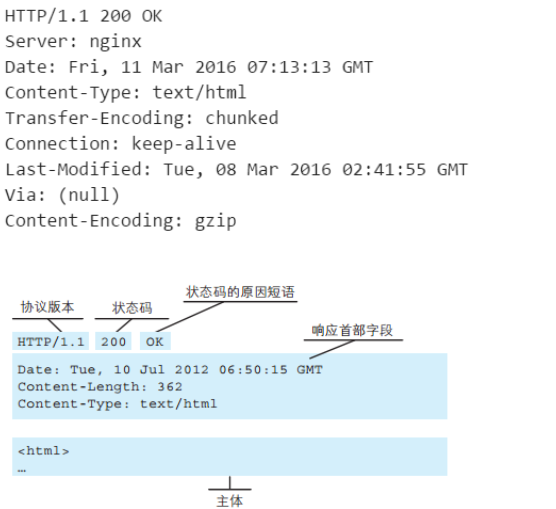 HTTP/1.1 200 OK
Server: nginx
Date: Fri, 11 Mar 2016 07:13:13 GMT
Content-Type: text/html
Transfer-Encoding: chunked
Connection: keep-alive
Last-Modified: Tue, 08 Mar 2016 02:41:55 GMT
Via: (null)
Content-Encoding: gzip
状态码的原因短语
协议版本 状态码
响应首部字段
HTTP/1.1 200 OK
Date: Tue, 10 Jul 2012 06:50:15 GMT
Content-Length: 362
Content-Type: text/html
<html>
…
主体